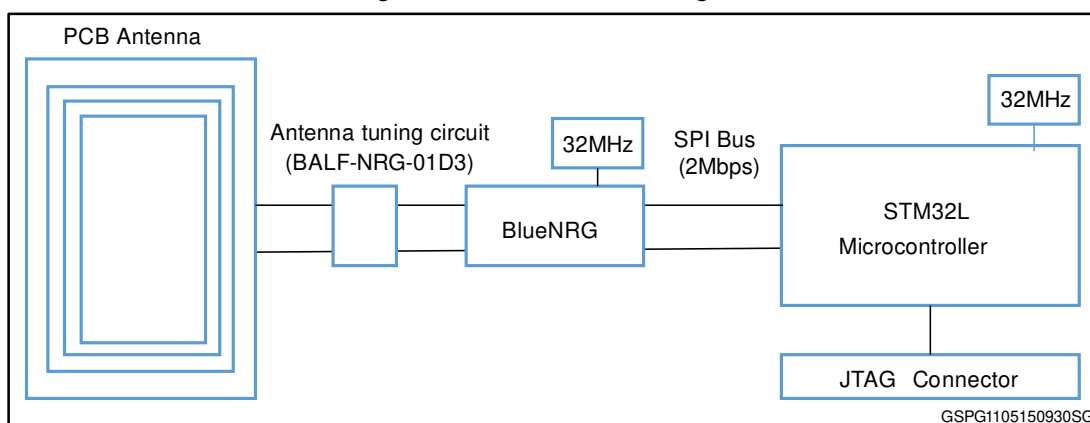 PCB Antenna
Antenna tuning circuit
(BALF-NRG-01D3)
32MHz
BlueNRG
SPI Bus
(2Mbps)
32MHz
STM32L
Microcontroller
JTAG Connector
GSPG1105150930SG